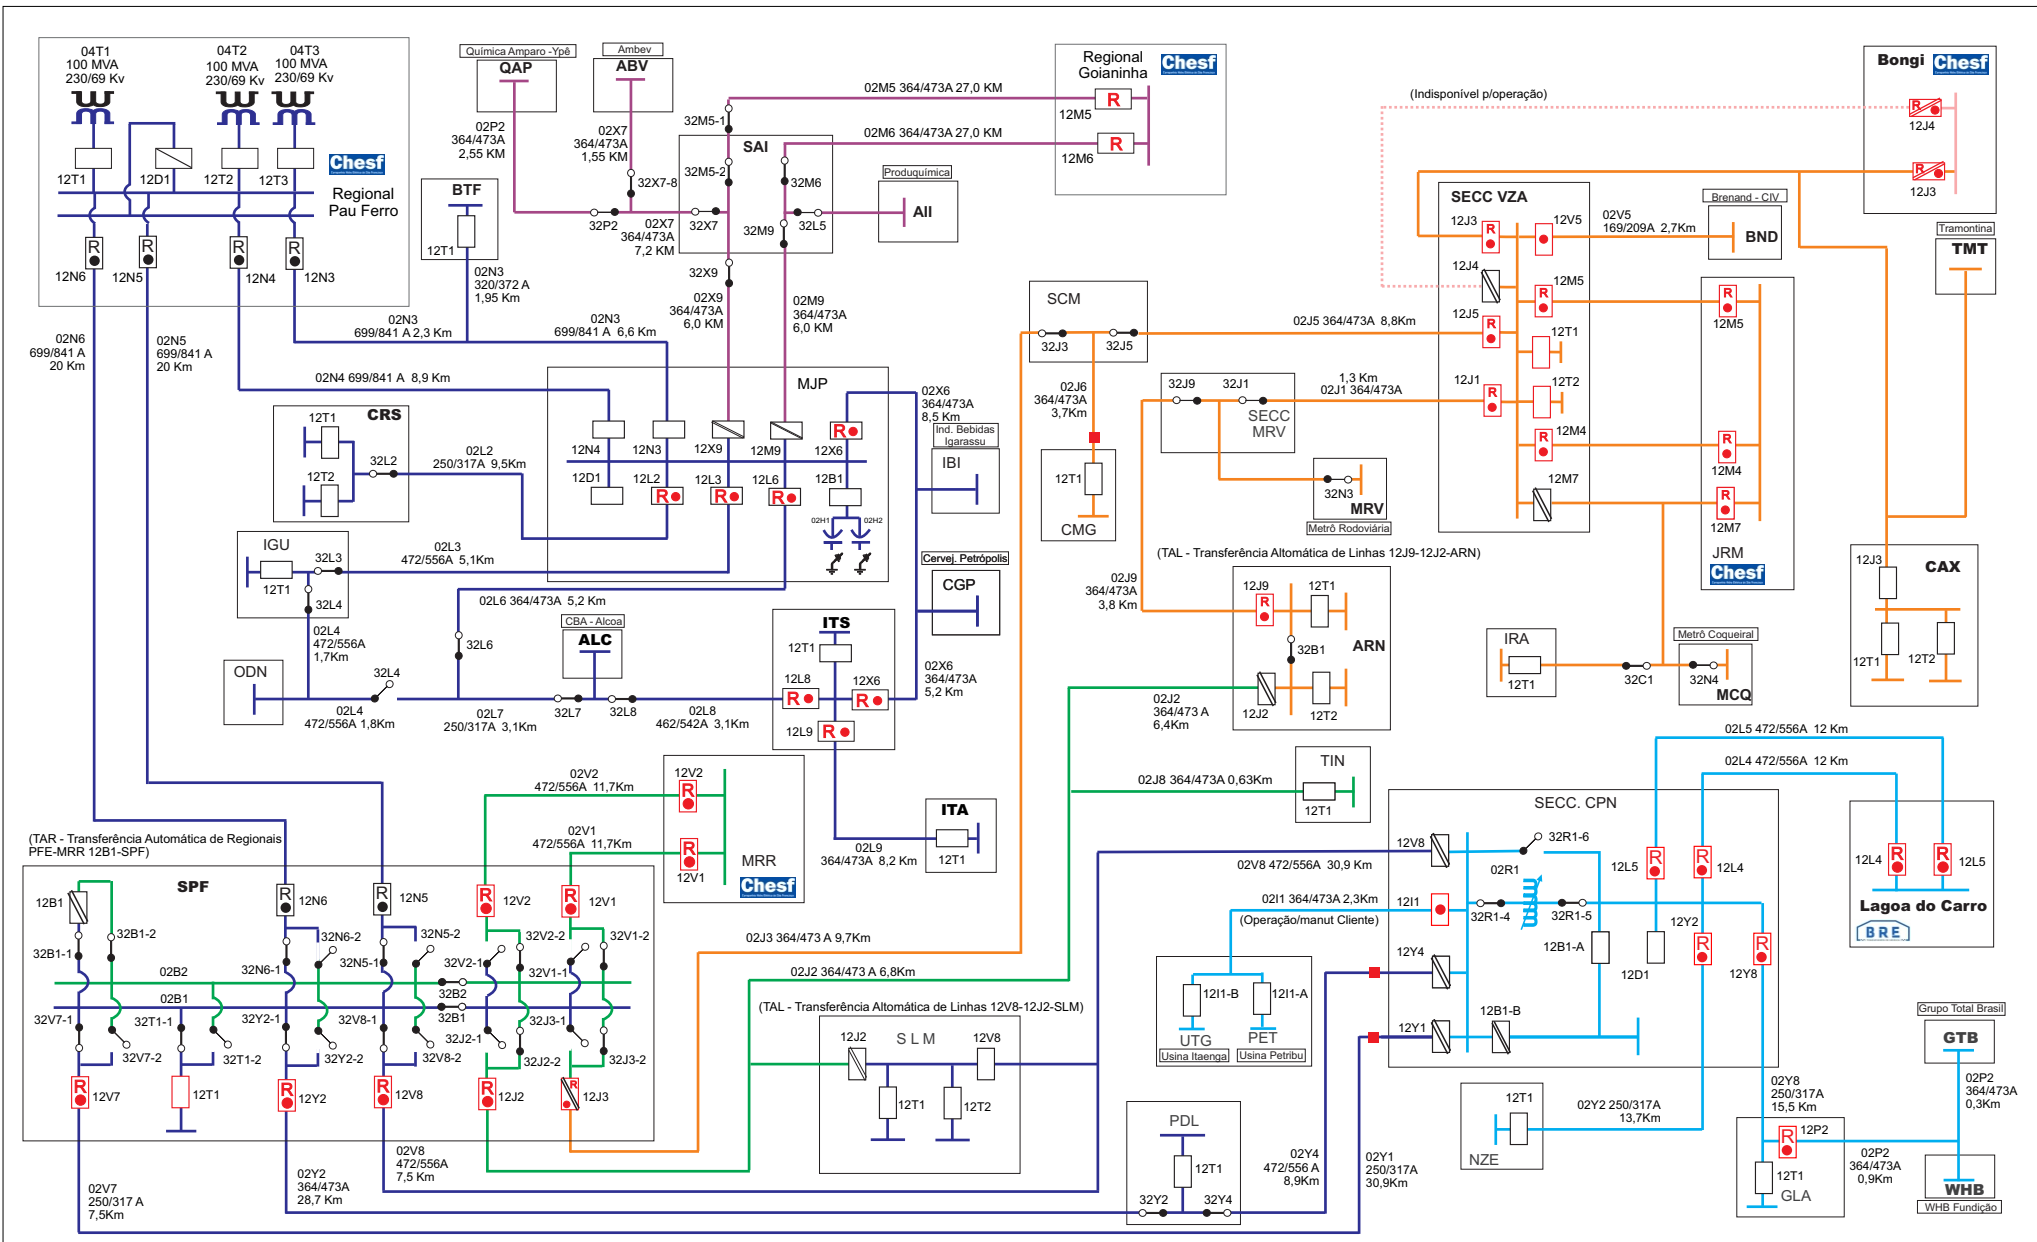 04T1
100 MVA
230/69 Kv
04T2
100 MVA
230/69 Kv
04T3
100 MVA
230/69 Kv
12T1
12D1
12T2
12T3
Chesf
Regional
Pau Ferro
R
12N6
R
12N5
R
12N4
R
12N3
Química Amparo -Ypê
QAP
Ambev
ABV
02P2
364/473A
2,55 KM
02X7
364/473A
1,55 KM
32X7-8
32P2
02X7
364/473A
7,2 KM
32M5-1
SAI
32M5-2
32M6
32X7
32M9
32L5
32X9
02X9
364/473A
6,0 KM
02M9
364/473A
6,0 KM
Produquímica
AII
02M5 364/473A 27,0 KM
02M6 364/473A 27,0 KM
Regional
Goianinha
Chesf
R
12M5
R
12M6
BTF
12T1
02N3
320/372 A
1,95 Km
02N3
699/841 A 2,3 Km
02N3
699/841 A 6,6 Km
02N6
699/841 A
20 Km
02N5
699/841 A
20 Km
02N4 699/841 A 8,9 Km
MJP
12N4
12N3
12X9
12M9
R
12X6
12D1
12L2
R
12L3
R
12L6
R
12B1
02H1
02H2
02X6
364/473A
8,5 Km
Ind. Bebidas
Igarassu
IBI
CRS
12T1
12T2
32L2
02L2
250/317A 9,5Km
IGU
12T1
32L3
32L4
02L3
472/556A 5,1Km
02L4
472/556A
1,7Km
02L6 364/473A 5,2 Km
32L6
CBA - Alcoa
ALC
ODN
32L4
02L4
472/556A 1,8Km
02L7
250/317A 3,1Km
32L7
32L8
02L8
462/542A 3,1Km
ITS
12T1
12L8
R
12X6
R
12L9
R
Cervej. Petrópolis
CGP
02X6
364/473A
5,2 Km
ITA
12T1
02L9
364/473A 8,2 Km
02V2
472/556A 11,7Km
02V1
472/556A 11,7Km
12V2
R
R
12V1
MRR
Chesf
(TAR - Transferência Automática de Regionais
PFE-MRR 12B1-SPF)
SPF
12B1
R
12N6
R
12N5
R
12V2
R
12V1
32B1-1
32B1-2
32N6-1
32N6-2
32N5-1
32N5-2
32V2-1
32V2-2
32V1-1
32V1-2
02B2
02B1
32B2
32B1
32V7-1
32V7-2
32T1-1
32T1-2
32Y2-1
32Y2-2
32V8-1
32V8-2
32J2-1
32J2-2
32J3-1
32J3-2
R
12V7
12T1
R
12Y2
R
12V8
R
12J2
R
12J3
02V7
250/317 A
7,5Km
02Y2
364/473A
28,7 Km
02V8
472/556A
7,5 Km
02J3 364/473 A 9,7Km
02J2 364/473 A 6,8Km
(TAL - Transferência Altomática de Linhas 12V8-12J2-SLM)
12J2
S L M
12V8
12T1
12T2
PDL
12T1
32Y2
32Y4
02Y4
472/556 A
8,9Km
02Y1
250/317A
30,9Km
SCM
32J3
32J5
02J5 364/473A 8,8Km
02J6
364/473A
3,7Km
12T1
CMG
32J9
32J1
SECC
MRV
1,3 Km
02J1 364/473A
32N3
MRV
Metrô Rodoviária
(TAL - Transferência Altomática de Linhas 12J9-12J2-ARN)
02J9
364/473A
3,8 Km
12J9
R
12T1
32B1
ARN
12J2
12T2
02J2
364/473 A
6,4Km
02J8 364/473A 0,63Km
TIN
12T1
(Indisponível p/operação)
SECC VZA
12J3
R
12V5
12J4
12M5
R
12J5
R
12T1
12J1
R
12T2
12M4
R
12M7
02V5
169/209A 2,7Km
Brenand - CIV
BND
R
12M5
R
12M4
R
12M7
JRM
Chesf
Bongi
Chesf
R
12J4
R
12J3
Tramontina
TMT
12J3
CAX
12T1
12T2
IRA
12T1
32C1
Metrô Coqueiral
32N4
MCQ
02L5 472/556A 12 Km
02L4 472/556A 12 Km
SECC. CPN
12V8
32R1-6
02R1
32R1-4
32R1-5
R
12L5
R
12L4
12I1
12Y4
12Y1
12B1-A
12B1-B
12D1
12Y2
R
12Y8
R
02V8 472/556A 30,9 Km
02I1 364/473A 2,3Km
(Operação/manut Cliente)
12I1-B
12I1-A
UTG
PET
Usina Itaenga
Usina Petribu
12L4
R
R
12L5
Lagoa do Carro
BRE
NZE
12T1
02Y2 250/317A
13,7Km
02Y8
250/317A
15,5 Km
R
12P2
12T1
GLA
02P2
364/473A
0,9Km
02P2
364/473A
0,3Km
Grupo Total Brasil
GTB
WHB
WHB Fundição